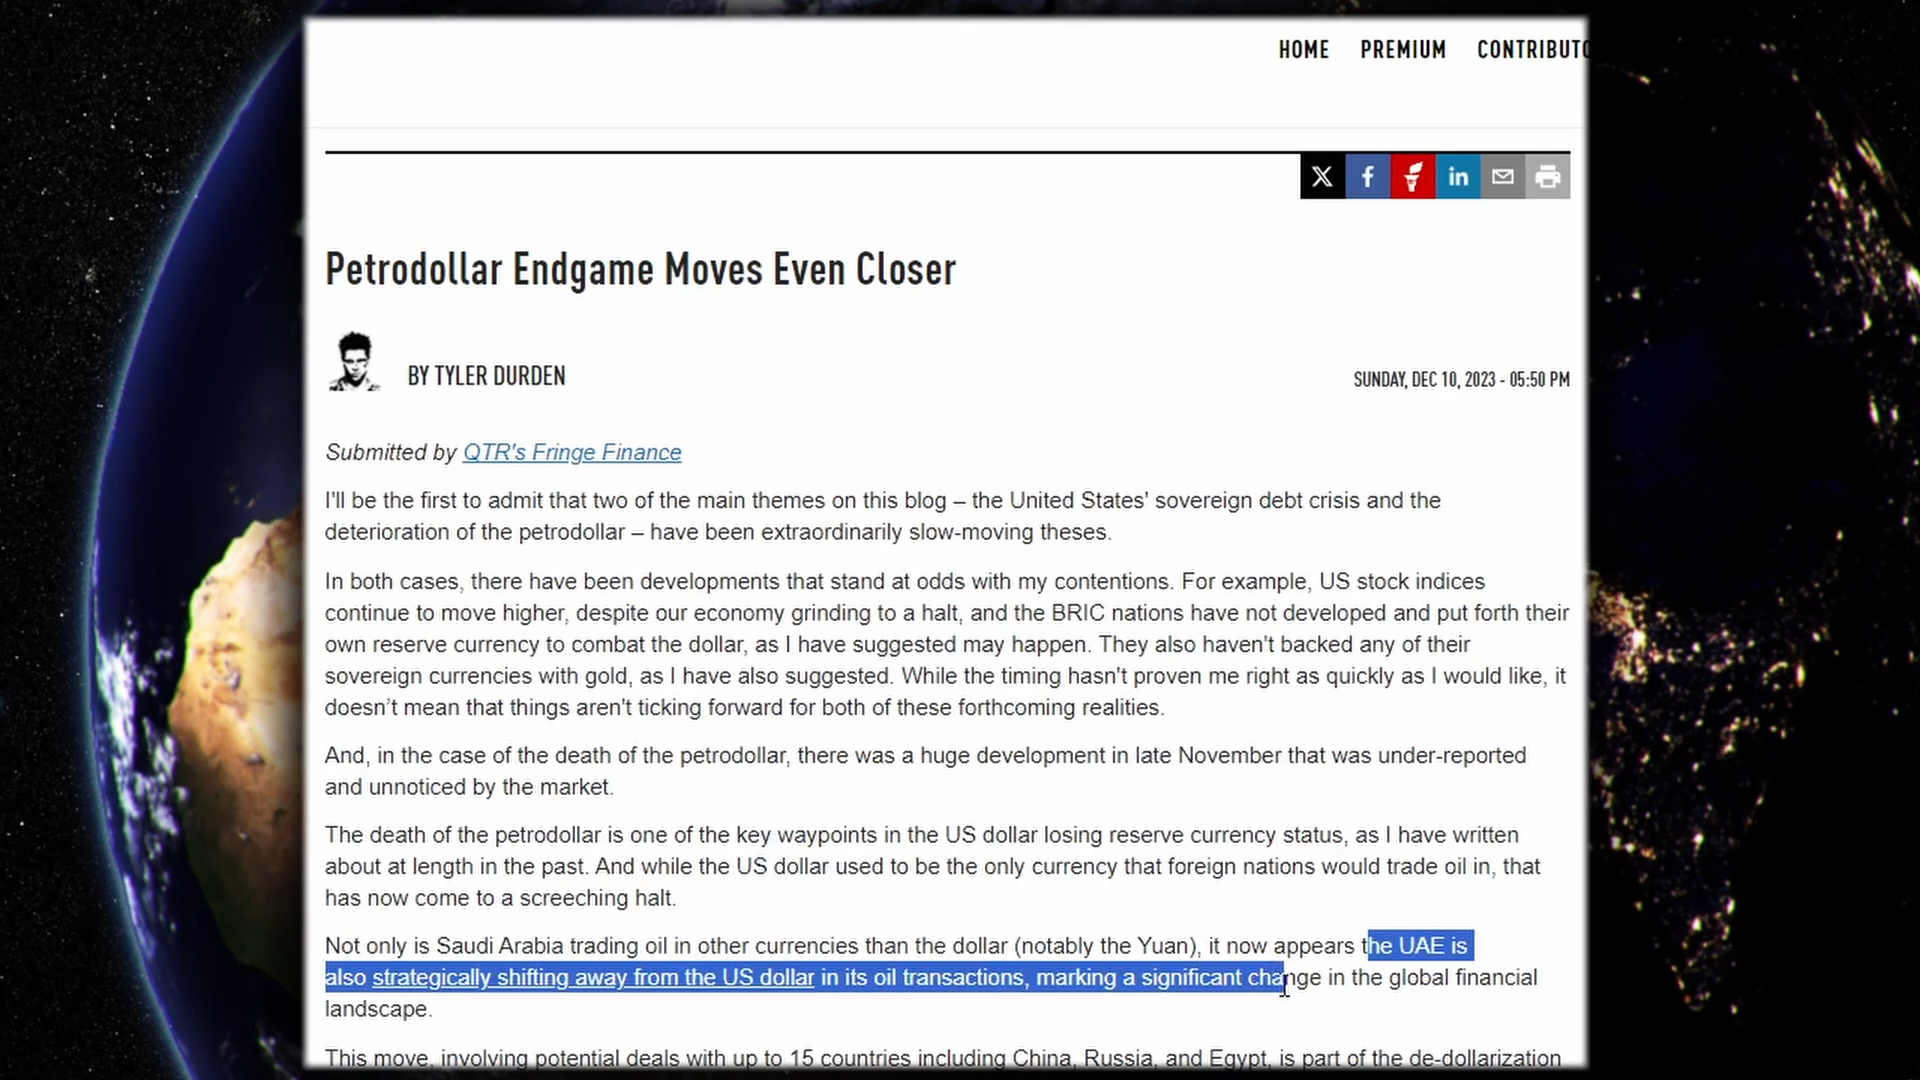 HOME PREMIUM CONTRIBUTO
Petrodollar Endgame Moves Even Closer
BY TYLER DURDEN
SUNDAY, DEC 10, 2023 - 05:50 PM
Submitted by QTR's Fringe Finance
I'll be the first to admit that two of the main themes on this blog – the United States' sovereign debt crisis and the
deterioration of the petrodollar – have been extraordinarily slow-moving theses.
In both cases, there have been developments that stand at odds with my contentions. For example, US stock indices
continue to move higher, despite our economy grinding to a halt, and the BRIC nations have not developed and put forth their
own reserve currency to combat the dollar, as I have suggested may happen. They also haven't backed any of their
sovereign currencies with gold, as I have also suggested. While the timing hasn't proven me right as quickly as I would like, it
doesn’t mean that things aren't ticking forward for both of these forthcoming realities.
And, in the case of the death of the petrodollar, there was a huge development in late November that was under-reported
and unnoticed by the market.
The death of the petrodollar is one of the key waypoints in the US dollar losing reserve currency status, as I have written
about at length in the past. And while the US dollar used to be the only currency that foreign nations would trade oil in, that
has now come to a screeching halt.
Not only is Saudi Arabia trading oil in other currencies than the dollar (notably the Yuan), it now appears the UAE is
also strategically shifting away from the US dollar in its oil transactions, marking a significant change in the global financial
landscape.
This move, involving potential deals with up to 15 countries including China, Russia, and Egypt, is part of the de-dollarization